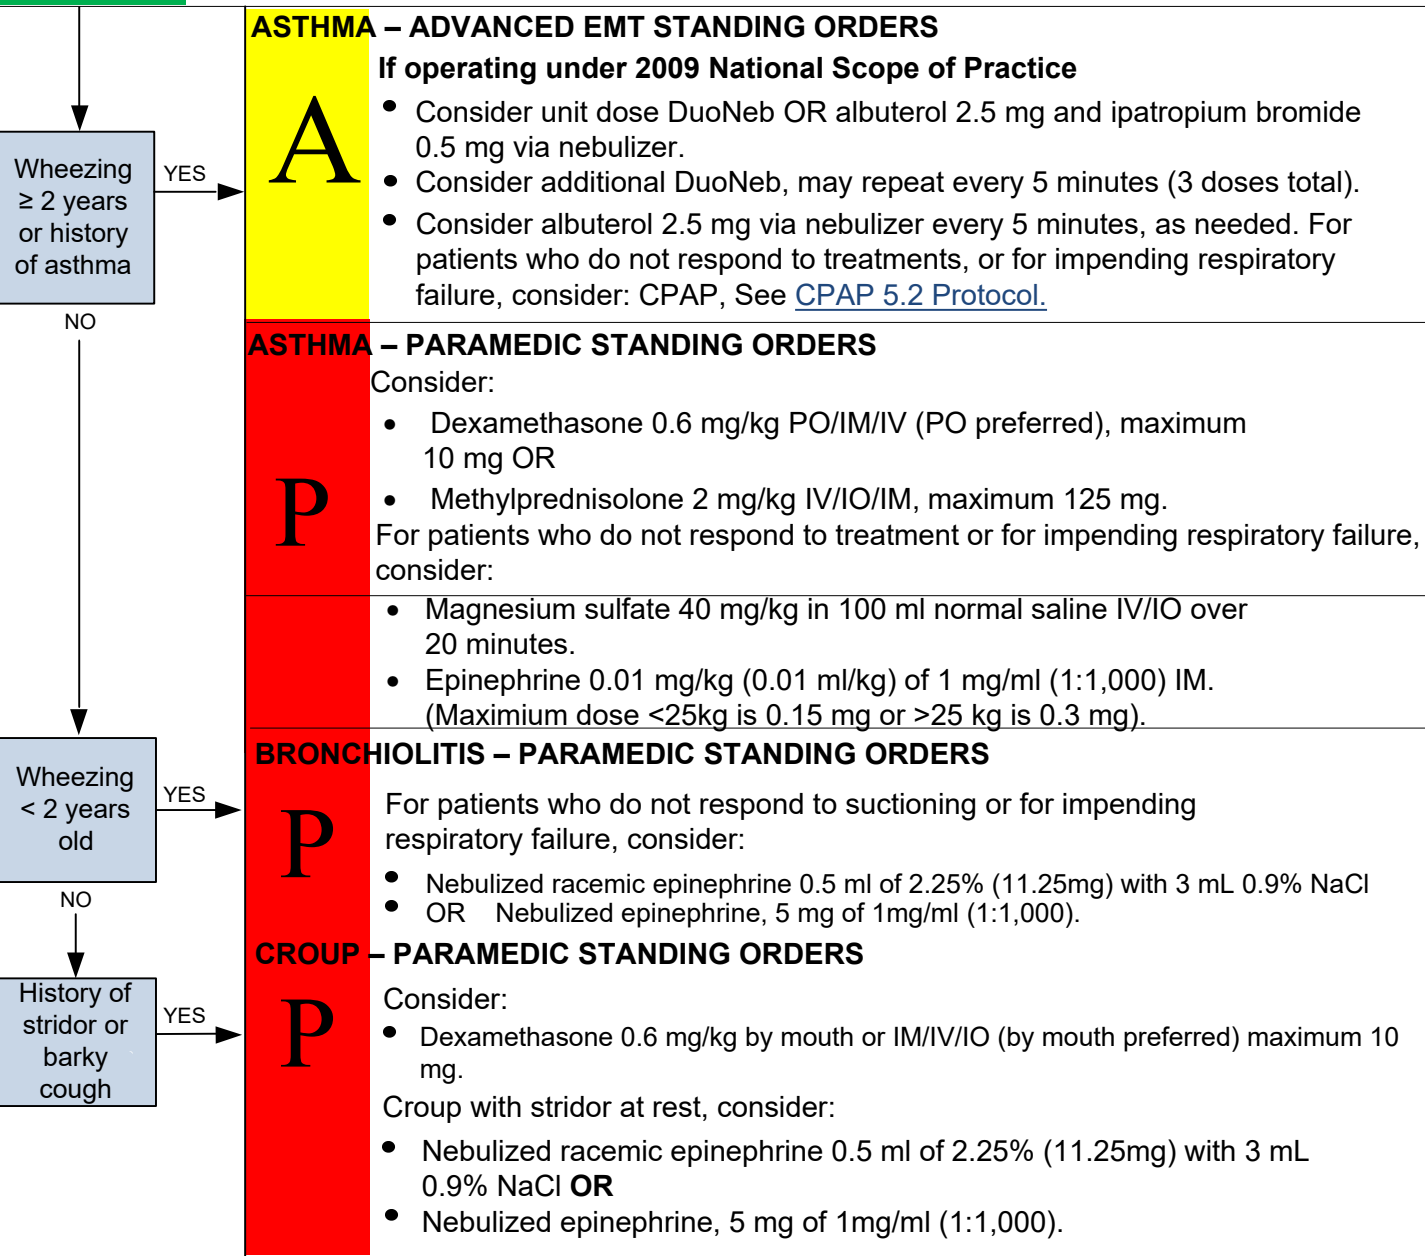 ASTHMA – ADVANCED EMT STANDING ORDERS
If operating under 2009 National Scope of Practice
A
• Consider unit dose DuoNeb OR albuterol 2.5 mg and ipatropium bromide
0.5 mg via nebulizer.
• Consider additional DuoNeb, may repeat every 5 minutes (3 doses total).
• Consider albuterol 2.5 mg via nebulizer every 5 minutes, as needed. For
patients who do not respond to treatments, or for impending respiratory
failure, consider: CPAP, See CPAP 5.2 Protocol.
Wheezing
≥ 2 years
or history
of asthma
YES
NO
ASTHMA – PARAMEDIC STANDING ORDERS
P
Consider:
• Dexamethasone 0.6 mg/kg PO/IM/IV (PO preferred), maximum
10 mg OR
• Methylprednisolone 2 mg/kg IV/IO/IM, maximum 125 mg.
For patients who do not respond to treatment or for impending respiratory failure,
consider:
• Magnesium sulfate 40 mg/kg in 100 ml normal saline IV/IO over
20 minutes.
• Epinephrine 0.01 mg/kg (0.01 ml/kg) of 1 mg/ml (1:1,000) IM.
(Maximium dose <25kg is 0.15 mg or >25 kg is 0.3 mg).
Wheezing
< 2 years
old
YES
NO
BRONCHIOLITIS – PARAMEDIC STANDING ORDERS
P
For patients who do not respond to suctioning or for impending
respiratory failure, consider:
• Nebulized racemic epinephrine 0.5 ml of 2.25% (11.25mg) with 3 mL 0.9% NaCl
• OR Nebulized epinephrine, 5 mg of 1mg/ml (1:1,000).
History of
stridor or
barky
cough
YES
CROUP – PARAMEDIC STANDING ORDERS
P
Consider:
• Dexamethasone 0.6 mg/kg by mouth or IM/IV/IO (by mouth preferred) maximum 10
mg.
Croup with stridor at rest, consider:
• Nebulized racemic epinephrine 0.5 ml of 2.25% (11.25mg) with 3 mL
0.9% NaCl OR
• Nebulized epinephrine, 5 mg of 1mg/ml (1:1,000).